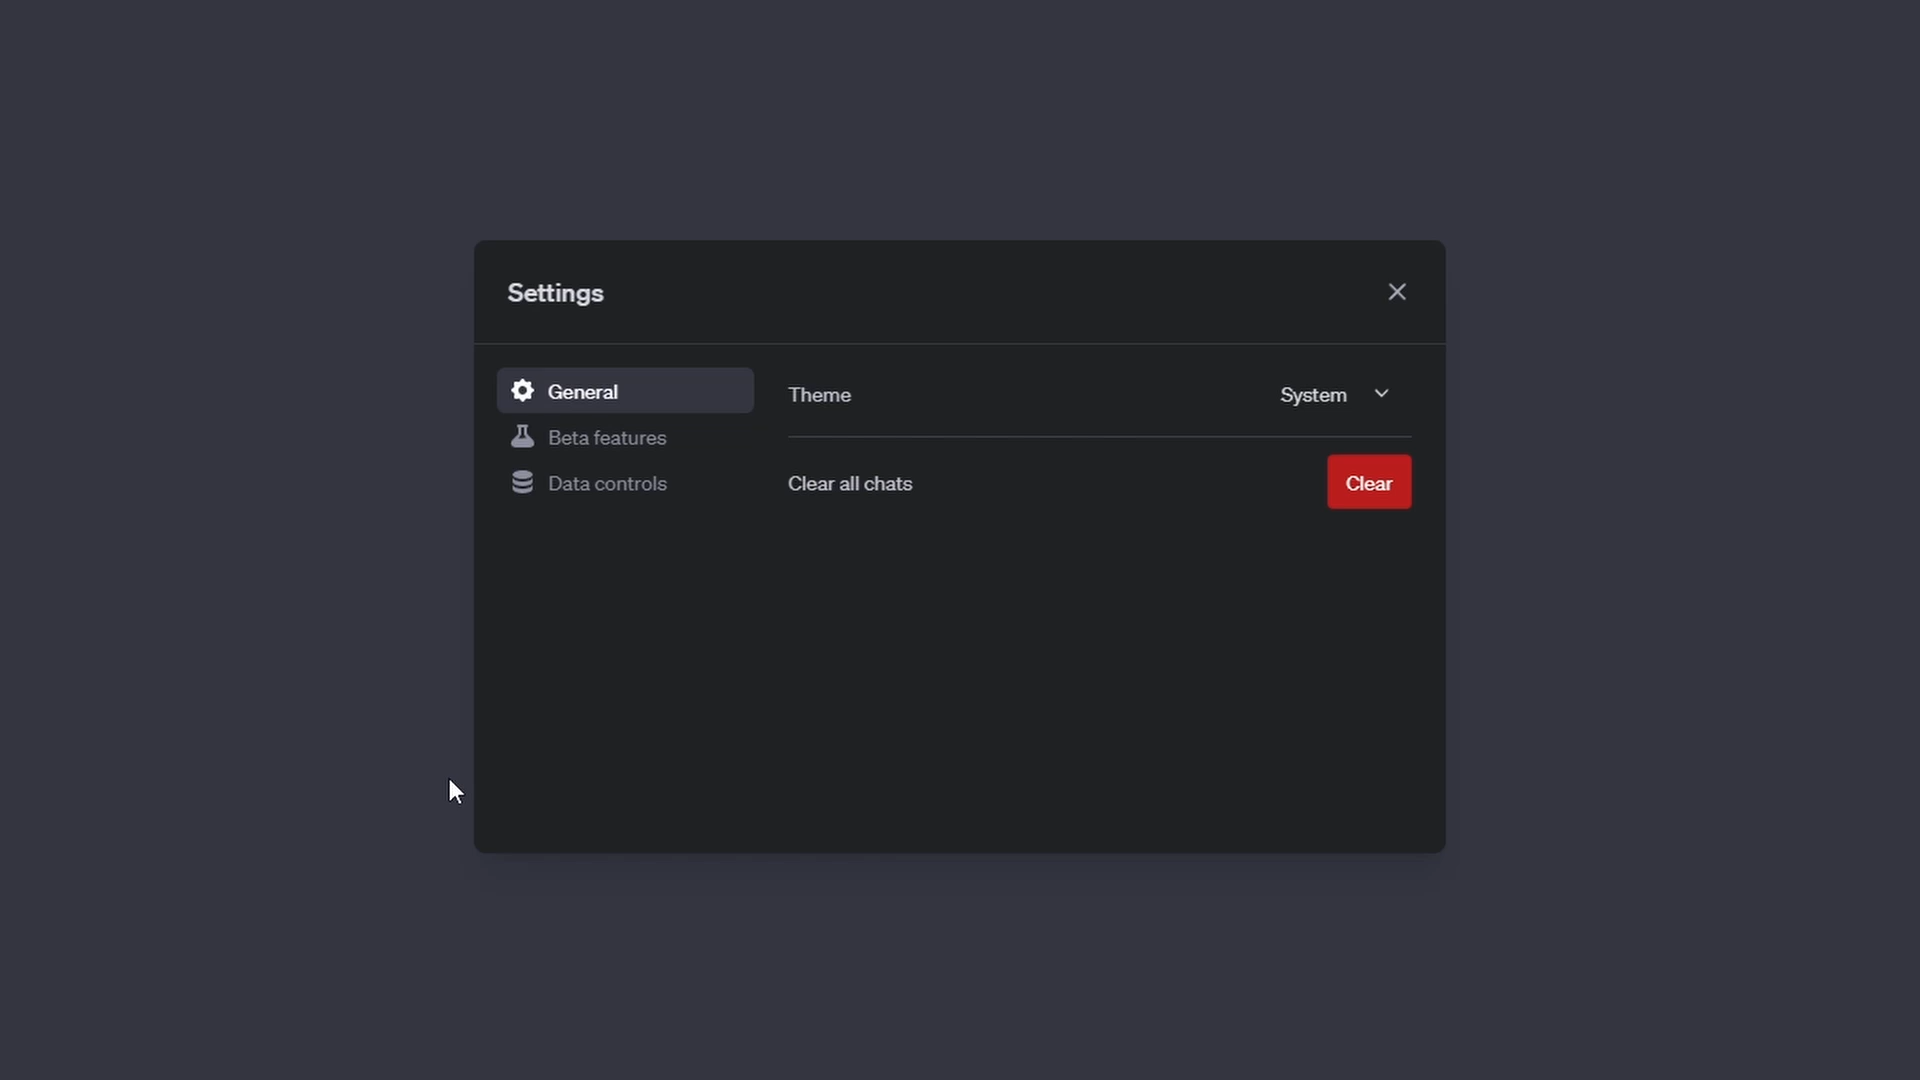 Settings
General
Theme
System
Beta features
Data controls
Clear all chats
Clear